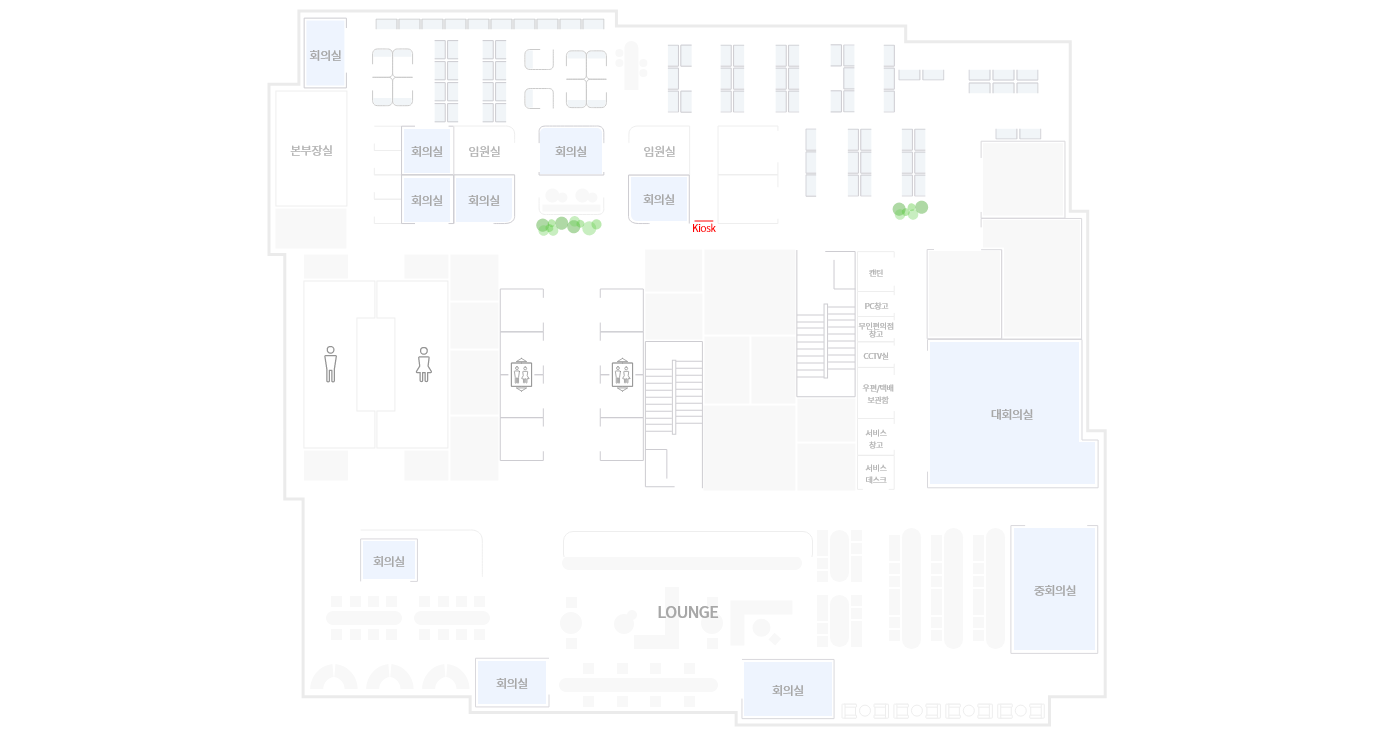 회의실
본부장실
회의실
임원실
회의실
임원실
회의실
회의실
회의실
Kiosk
캔틴
PC창고
무인편의점
창고
CCTV실
우편/택배
보관함
서비스
창고
서비스
데스크
대회의실
회의실
중회의실
LOUNGE
회의실
회의실